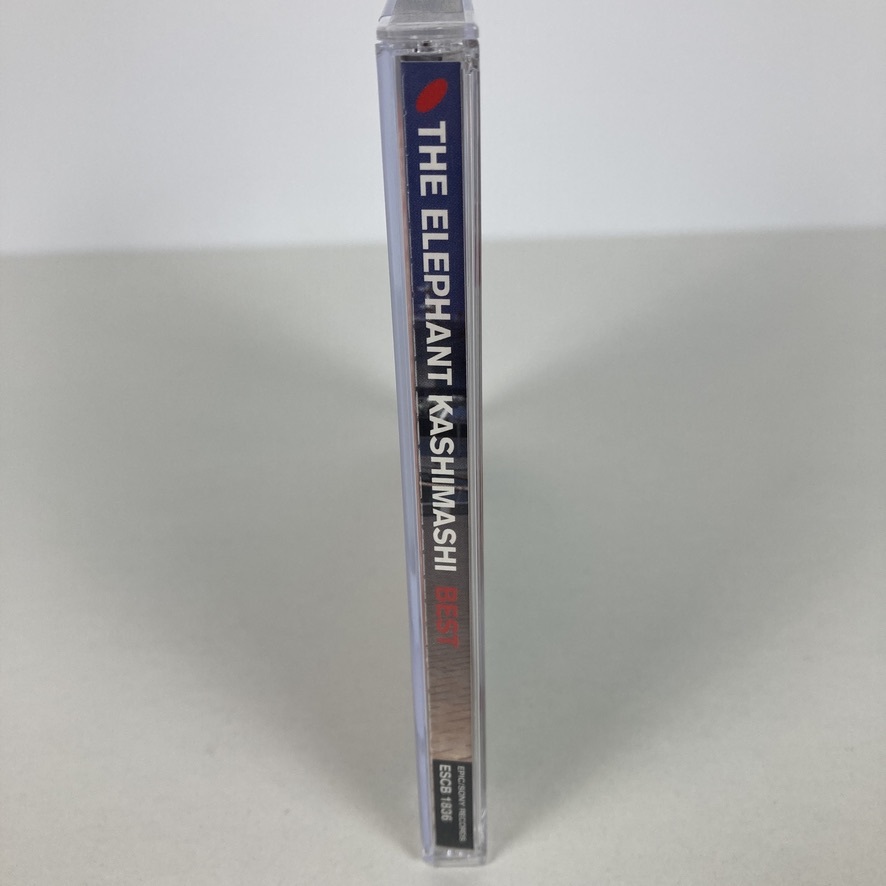 THE ELEPHANT KASHIMASHI BEST
EPIC/SONY RECORDS
ESCB 1836